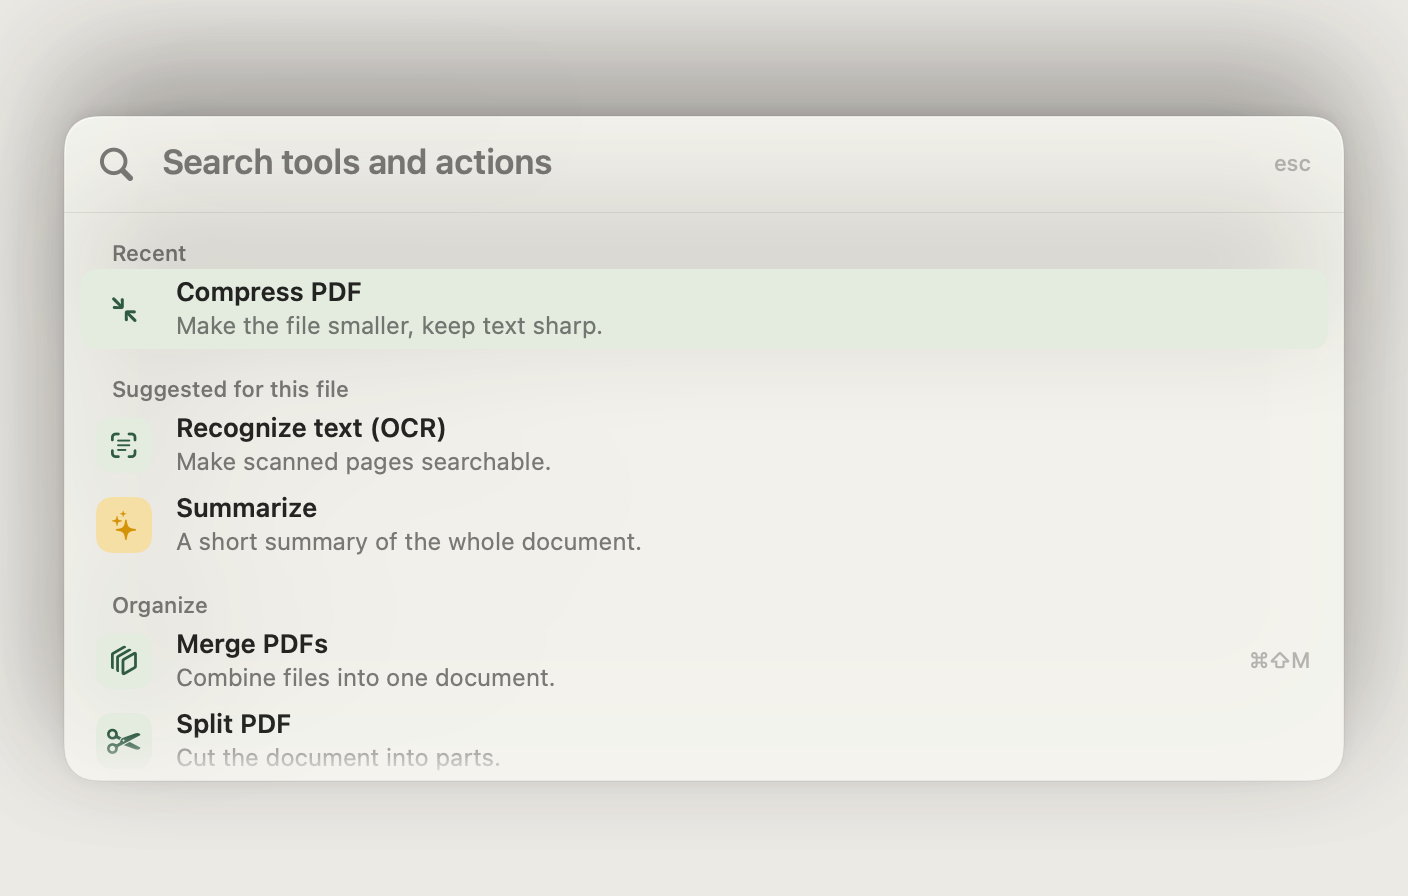 Search tools and actions
esc
Recent
Compress PDF
Make the file smaller, keep text sharp.
Suggested for this file
Recognize text (OCR)
Make scanned pages searchable.
Summarize
A short summary of the whole document.
Organize
Merge PDFs
Combine files into one document.
⌘⇧M
Split PDF
Cut the document into parts.